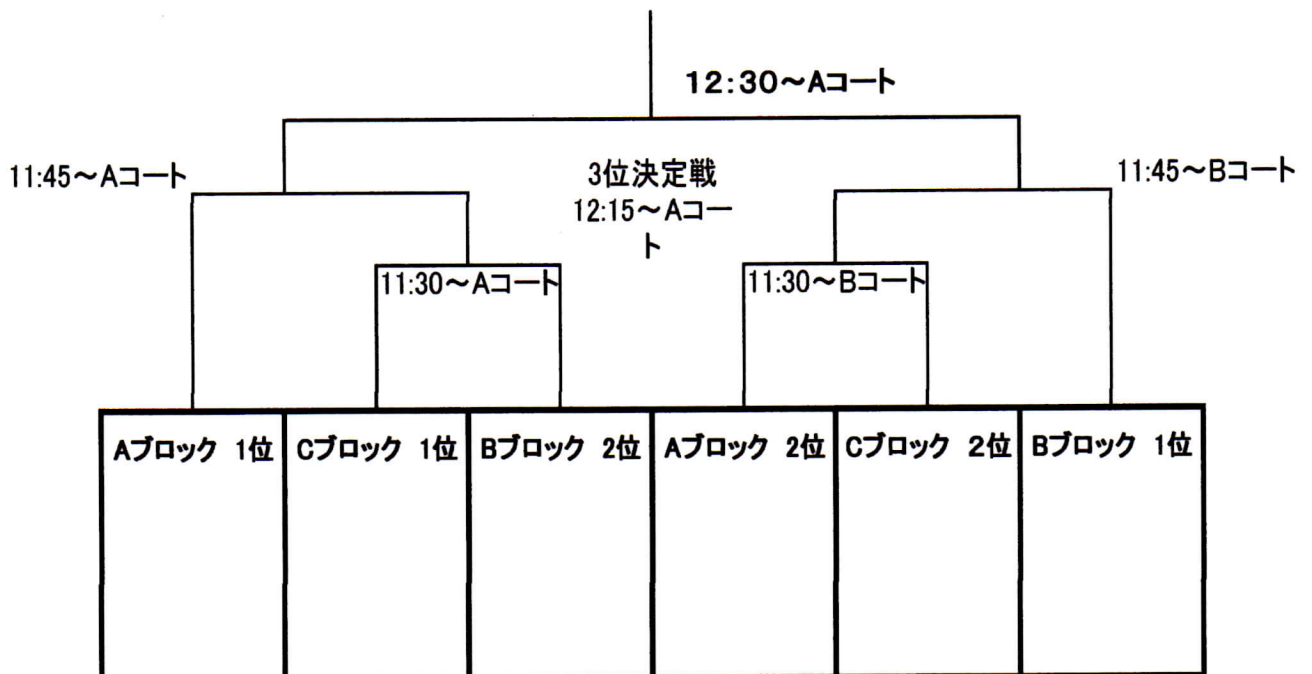 12:30～Aコート
11:45～Aコート
3位決定戦
12:15～Aコー
ト
11:45～Bコート
11:30～Aコート
11:30～Bコート
Aブロック 1位
Cブロック 1位
Bブロック 2位
Aブロック 2位
Cブロック 2位
Bブロック 1位